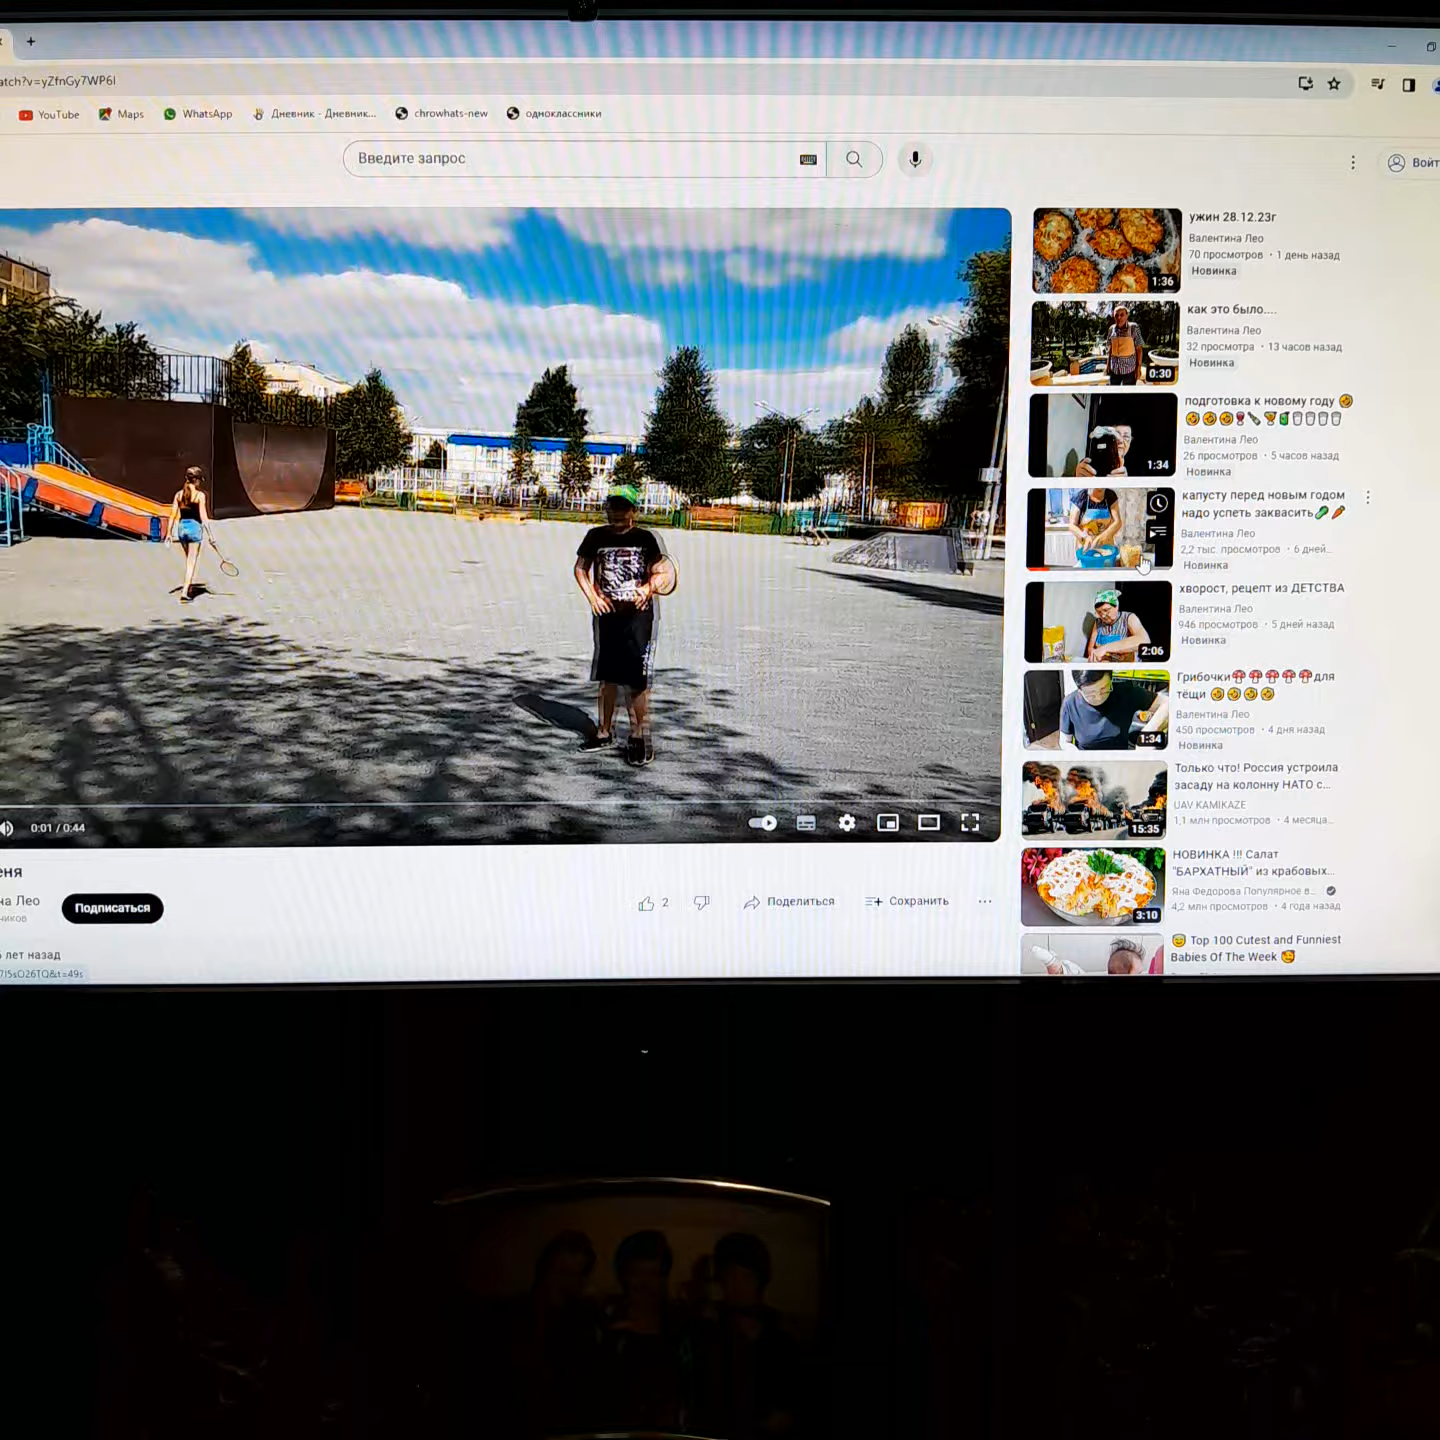 atch?v=yZfnGy7WP6I
YouTube
Maps
WhatsApp
Дневник - Дневник...
chrowhats-new
одноклассники
Введите запрос
Войт
ужин 28.12.23г
Валентина Лео
70 просмотров • 1 день назад
Новинка
1:36
как это было....
Валентина Лео
32 просмотра • 13 часов назад
Новинка
0:30
подготовка к новому году 🤣
🤣🤣🤣🍷🍾🏆🥛🥛🥛🥛
Валентина Лео
26 просмотров • 5 часов назад
Новинка
1:34
капусту перед новым годом
надо успеть заквасить🥒🥕
Валентина Лео
2,2 тыс. просмотров • 6 дней...
Новинка
хворост, рецепт из ДЕТСТВА
Валентина Лео
946 просмотров • 5 дней назад
Новинка
2:06
Грибочки🍄🍄🍄🍄🍄для
тёщи 🤣🤣🤣🤣
Валентина Лео
450 просмотров • 4 дня назад
Новинка
1:34
Только что! Россия устроила
засаду на колонну НАТО с...
UAV KAMIKAZE
1,1 млн просмотров • 4 месяца...
15:35
НОВИНКА !!! Салат
"БАРХАТНЫЙ" из крабовых...
Яна Федорова Популярное в...
4,2 млн просмотров • 4 года назад
3:10
😇 Top 100 Cutest and Funniest
Babies Of The Week 🥰
0:01 / 0:44
еня
на Лео
чиков
Подписаться
2
Поделиться
Сохранить
лет назад
7J5sO26TQ&t=49s